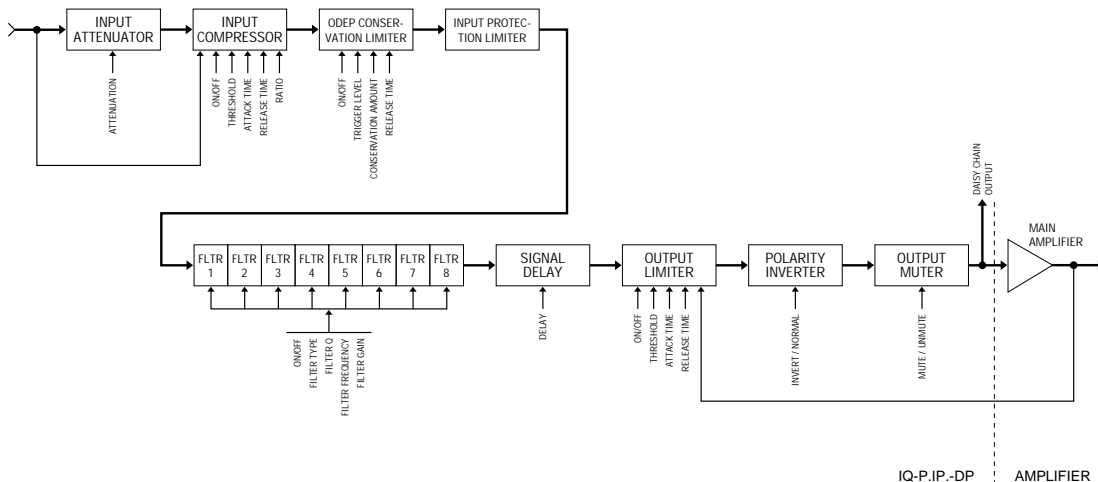 INPUT
ATTENUATOR
INPUT
COMPRESSOR
ODEP CONSER-
VATION LIMITER
INPUT PROTEC-
TION LIMITER
ATTENUATION
ON/OFF
THRESHOLD
ATTACK TIME
RELEASE TIME
RATIO
ON/OFF
TRIGGER LEVEL
CONSERVATION AMOUNT
RELEASE TIME
DAISY CHAIN
OUTPUT
MAIN
AMPLIFIER
FLTR
1
FLTR
2
FLTR
3
FLTR
4
FLTR
5
FLTR
6
FLTR
7
FLTR
8
SIGNAL
DELAY
OUTPUT
LIMITER
POLARITY
INVERTER
OUTPUT
MUTER
ON/OFF
FILTER TYPE
FILTER Q
FILTER FREQUENCY
FILTER GAIN
DELAY
ON/OFF
THRESHOLD
ATTACK TIME
RELEASE TIME
INVERT / NORMAL
MUTE / UNMUTE
IQ-P.IP.-DP
AMPLIFIER